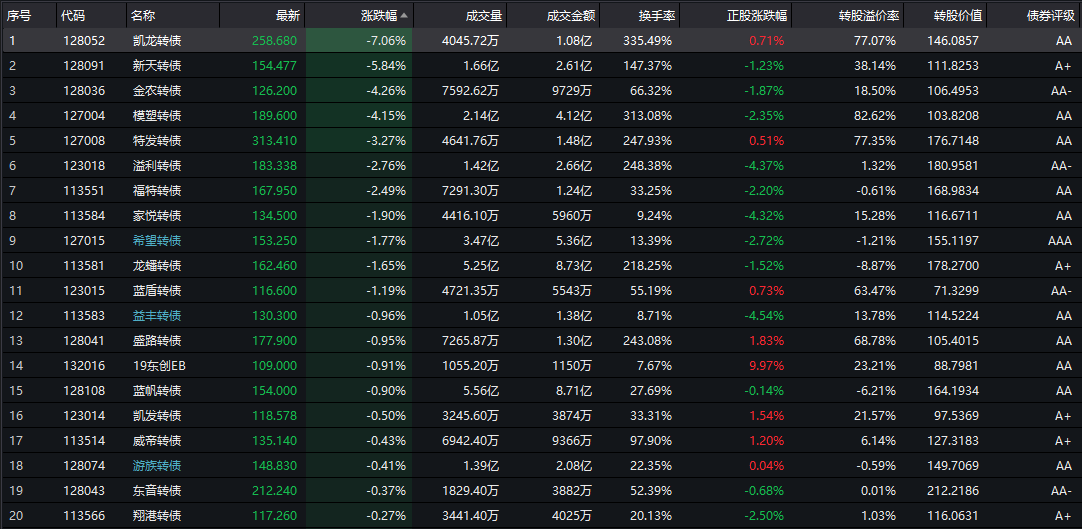 序号 代码 名称 最新 涨跌幅 成交量 成交金额 换手率 正股涨跌幅 转股溢价率 转股价值 债券评级
1 128052 凯龙转债 258.680 -7.06% 4045.72万 1.08亿 335.49% 0.71% 77.07% 146.0857 AA
2 128091 新天转债 154.477 -5.84% 1.66亿 2.61亿 147.37% -1.23% 38.14% 111.8253 A+
3 128036 金农转债 126.200 -4.26% 7592.62万 9729万 66.32% -1.87% 18.50% 106.4953 AA-
4 127004 模塑转债 189.600 -4.15% 2.14亿 4.12亿 313.08% -2.35% 82.62% 103.8208 AA
5 127008 特发转债 313.410 -3.27% 4641.76万 1.48亿 247.93% 0.51% 77.35% 176.7148 AA
6 123018 溢利转债 183.338 -2.76% 1.42亿 2.66亿 248.38% -4.37% 1.32% 180.9581 AA-
7 113551 福特转债 167.950 -2.49% 7291.30万 1.24亿 33.25% -2.20% -0.61% 168.9834 AA
8 113584 家悦转债 134.500 -1.90% 4416.10万 5960万 9.24% -4.32% 15.28% 116.6711 AA
9 127015 希望转债 153.250 -1.77% 3.47亿 5.36亿 13.39% -2.72% -1.21% 155.1197 AAA
10 113581 龙蟠转债 162.460 -1.65% 5.25亿 8.73亿 218.25% -1.52% -8.87% 178.2700 A+
11 123015 蓝盾转债 116.600 -1.19% 4721.35万 5543万 55.19% 0.73% 63.47% 71.3299 AA-
12 113583 益丰转债 130.300 -0.96% 1.05亿 1.38亿 8.71% -4.54% 13.78% 114.5224 AA
13 128041 盛路转债 177.900 -0.95% 7265.87万 1.30亿 243.08% 1.83% 68.78% 105.4015 AA
14 132016 19东创EB 109.000 -0.91% 1055.20万 1150万 7.67% 9.97% 23.21% 88.7981 AA
15 128108 蓝帆转债 154.000 -0.90% 5.56亿 8.71亿 27.69% -0.14% -6.21% 164.1934 AA
16 123014 凯发转债 118.578 -0.50% 3245.60万 3874万 33.31% 1.54% 21.57% 97.5369 A+
17 113514 威帝转债 135.140 -0.43% 6942.40万 9366万 97.90% 1.20% 6.14% 127.3183 A+
18 128074 游族转债 148.830 -0.41% 1.39亿 2.08亿 22.35% 0.04% -0.59% 149.7069 AA
19 128043 东音转债 212.240 -0.37% 1829.40万 3882万 52.39% -0.68% 0.01% 212.2186 AA-
20 113566 翔港转债 117.260 -0.27% 3441.40万 4025万 20.13% -2.50% 1.03% 116.0631 A+